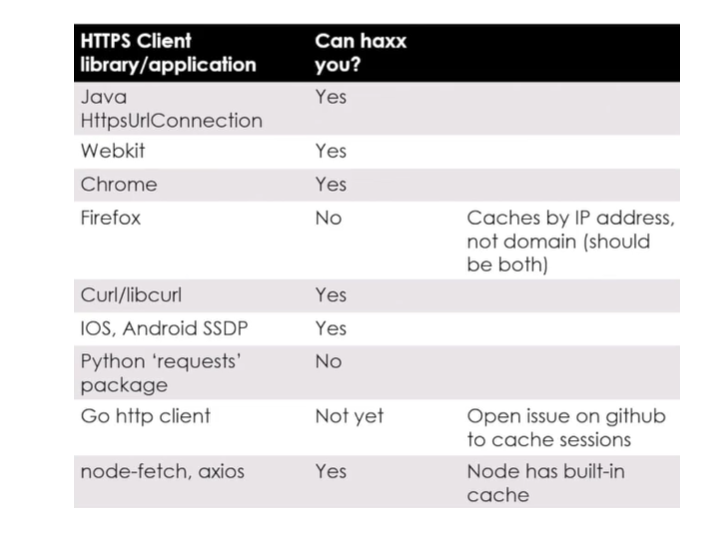 HTTPS Client Can haxx
library/application you?
Java Yes
HttpsUrlConnection
Webkit Yes
Chrome Yes
Firefox No Caches by IP address,
not domain (should
be both)
Curl/libcurl Yes
IOS, Android SSDP Yes
Python ‘requests’ No
package
Go http client Not yet Open issue on github
to cache sessions
node-fetch, axios Yes Node has built-in
cache